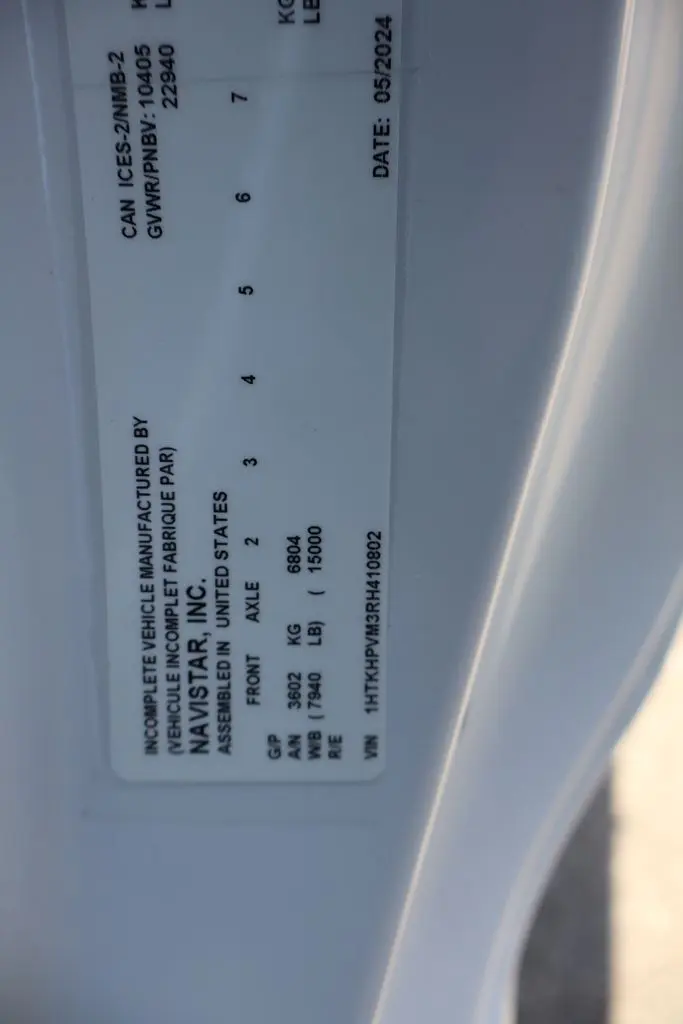 INCOMPLETE VEHICLE MANUFACTURED BY
(VEHICULE INCOMPLET FABRIQUE PAR)
NAVISTAR, INC.
ASSEMBLED IN UNITED STATES
CAN ICES-2/NMB-2
GVWR/PNBV: 10405
22940
FRONT AXLE 2 3 4 5 6 7
G/P
A/N 3602 KG 6804 KG
W/B ( 7940 LB) ( 15000
R/E
VIN 1HTKHPVM3RH410802
DATE: 05/2024